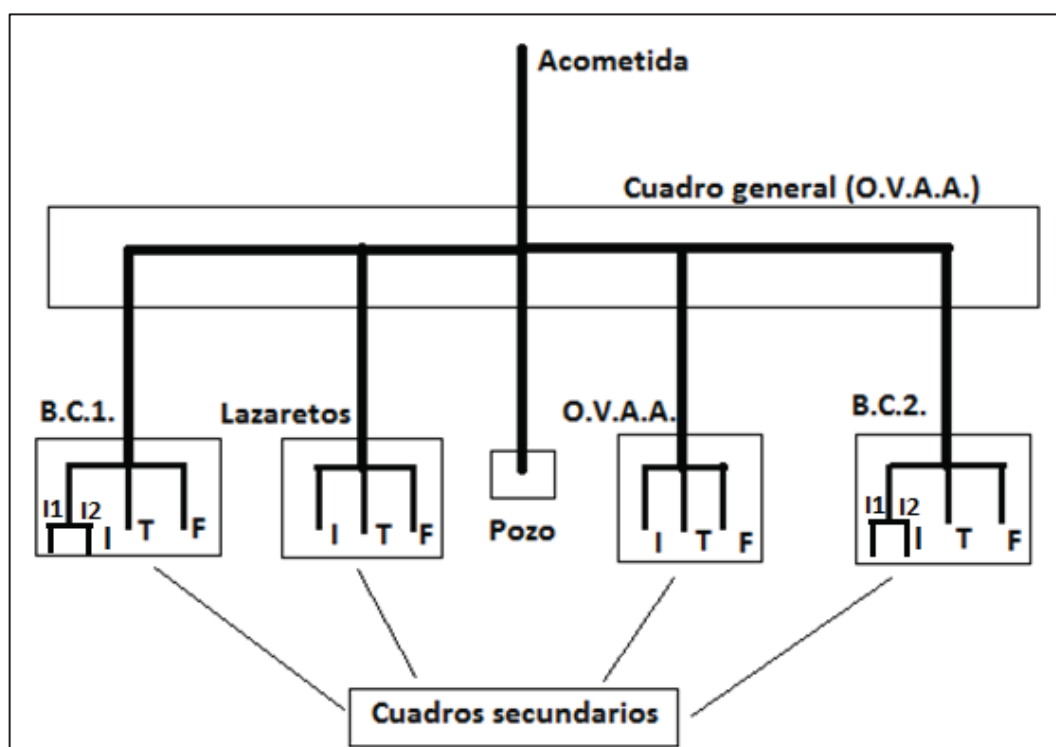 Acometida
Cuadro general (O.V.A.A.)
B.C.1.
Lazaretos
O.V.A.A.
B.C.2.
I1 I2 I T F
I T F
Pozo
I T F
I1 I2 I T F
Cuadros secundarios